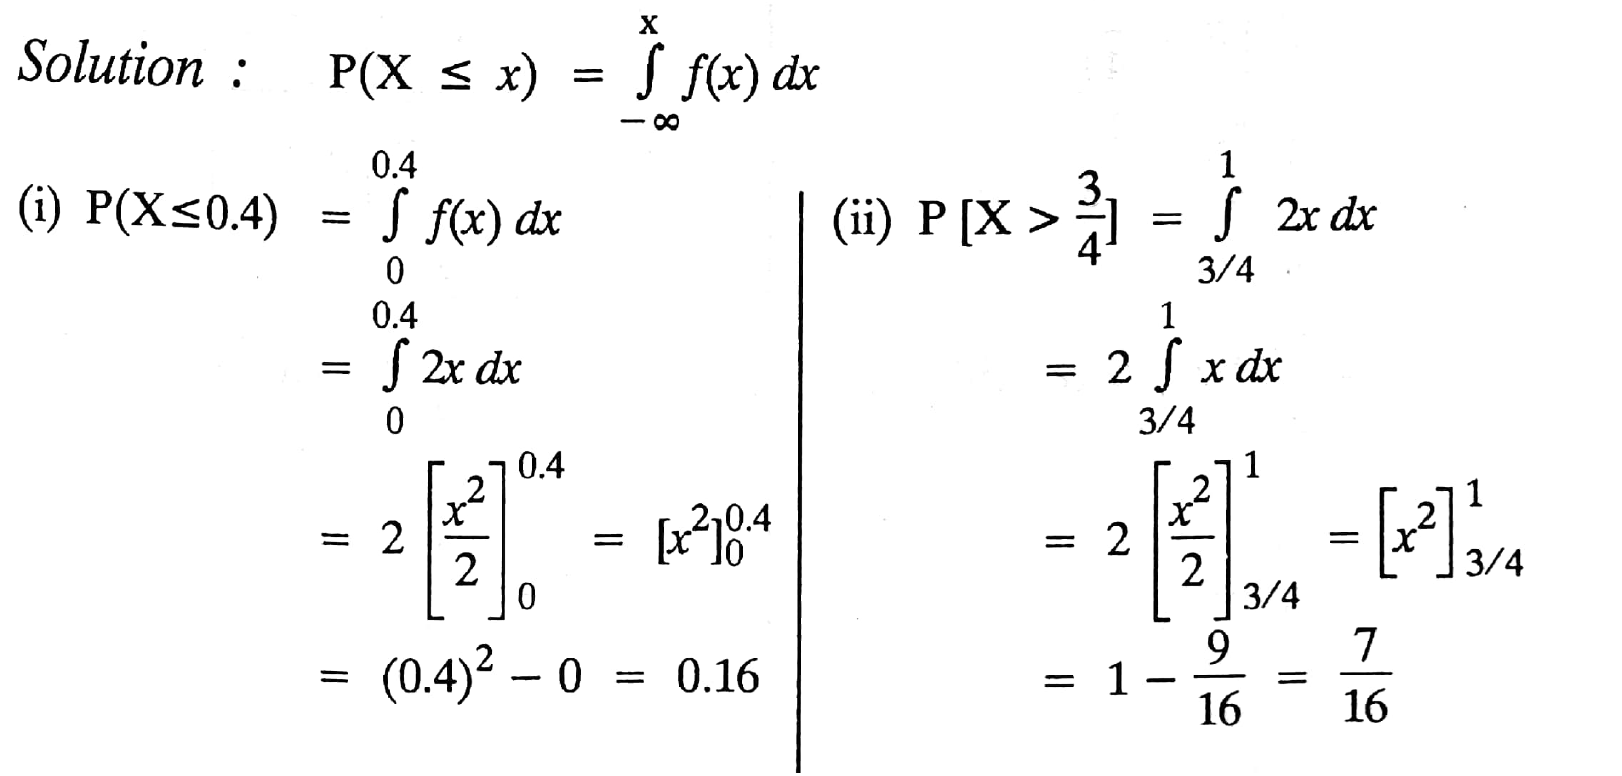 Solution : P(X ≤ x) = ∫_{-∞}^{x} f(x) dx
(i) P(X≤0.4) = ∫_{0}^{0.4} f(x) dx
= ∫_{0}^{0.4} 2x dx
= 2 [x²/2]_{0}^{0.4} = [x²]_{0}^{0.4}
= (0.4)² − 0 = 0.16
(ii) P [X > 3/4] = ∫_{3/4}^{1} 2x dx
= 2 ∫_{3/4}^{1} x dx
= 2 [x²/2]_{3/4}^{1} = [x²]_{3/4}^{1}
= 1 − 9/16 = 7/16